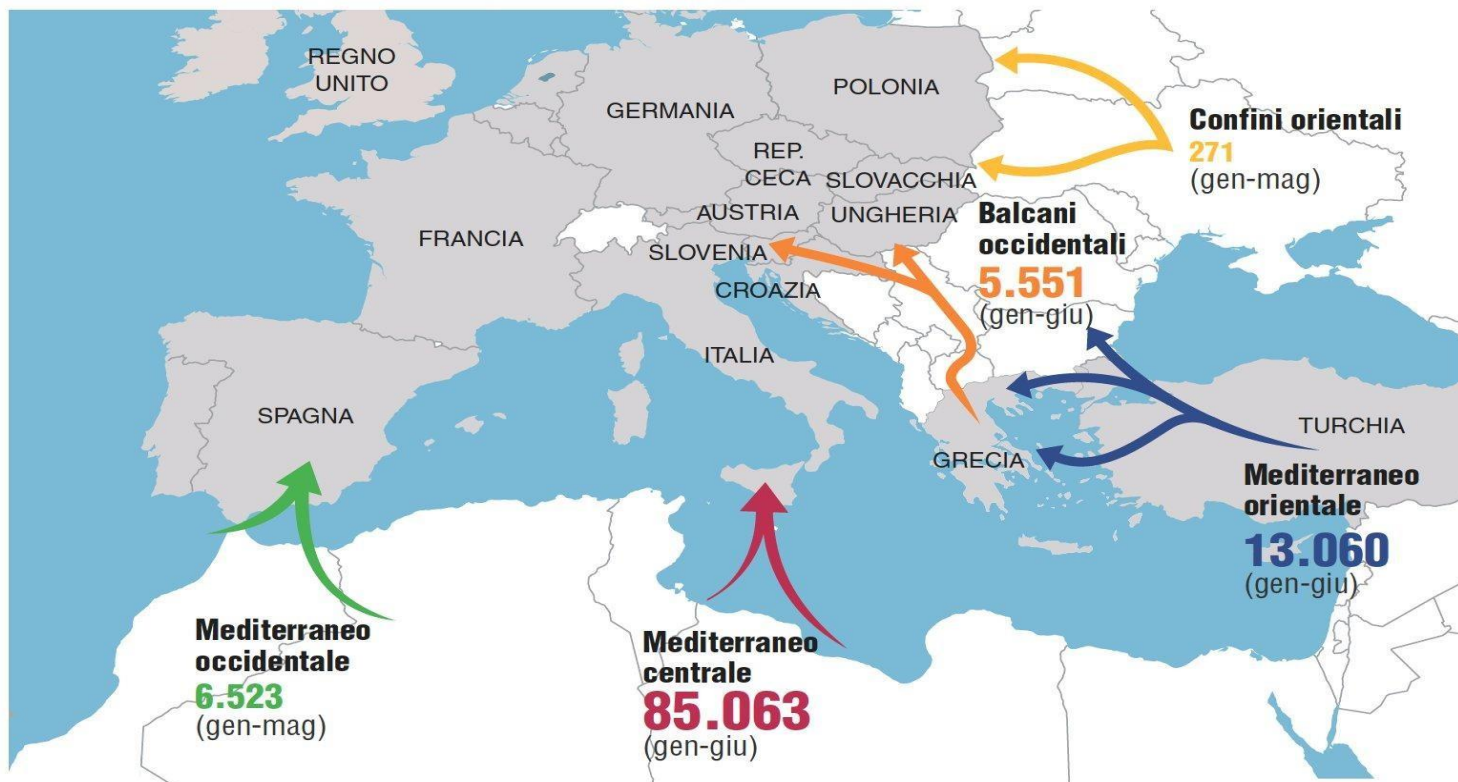 REGNO
UNITO
GERMANIA
POLONIA
REP.
CECA
SLOVACCHIA
AUSTRIA
UNGHERIA
FRANCIA
SLOVENIA
CROAZIA
ITALIA
SPAGNA
GRECIA
TURCHIA
Confini orientali
271
(gen-mag)
Balcani
occidentali
5.551
(gen-giu)
Mediterraneo
orientale
13.060
(gen-giu)
Mediterraneo
occidentale
6.523
(gen-mag)
Mediterraneo
centrale
85.063
(gen-giu)